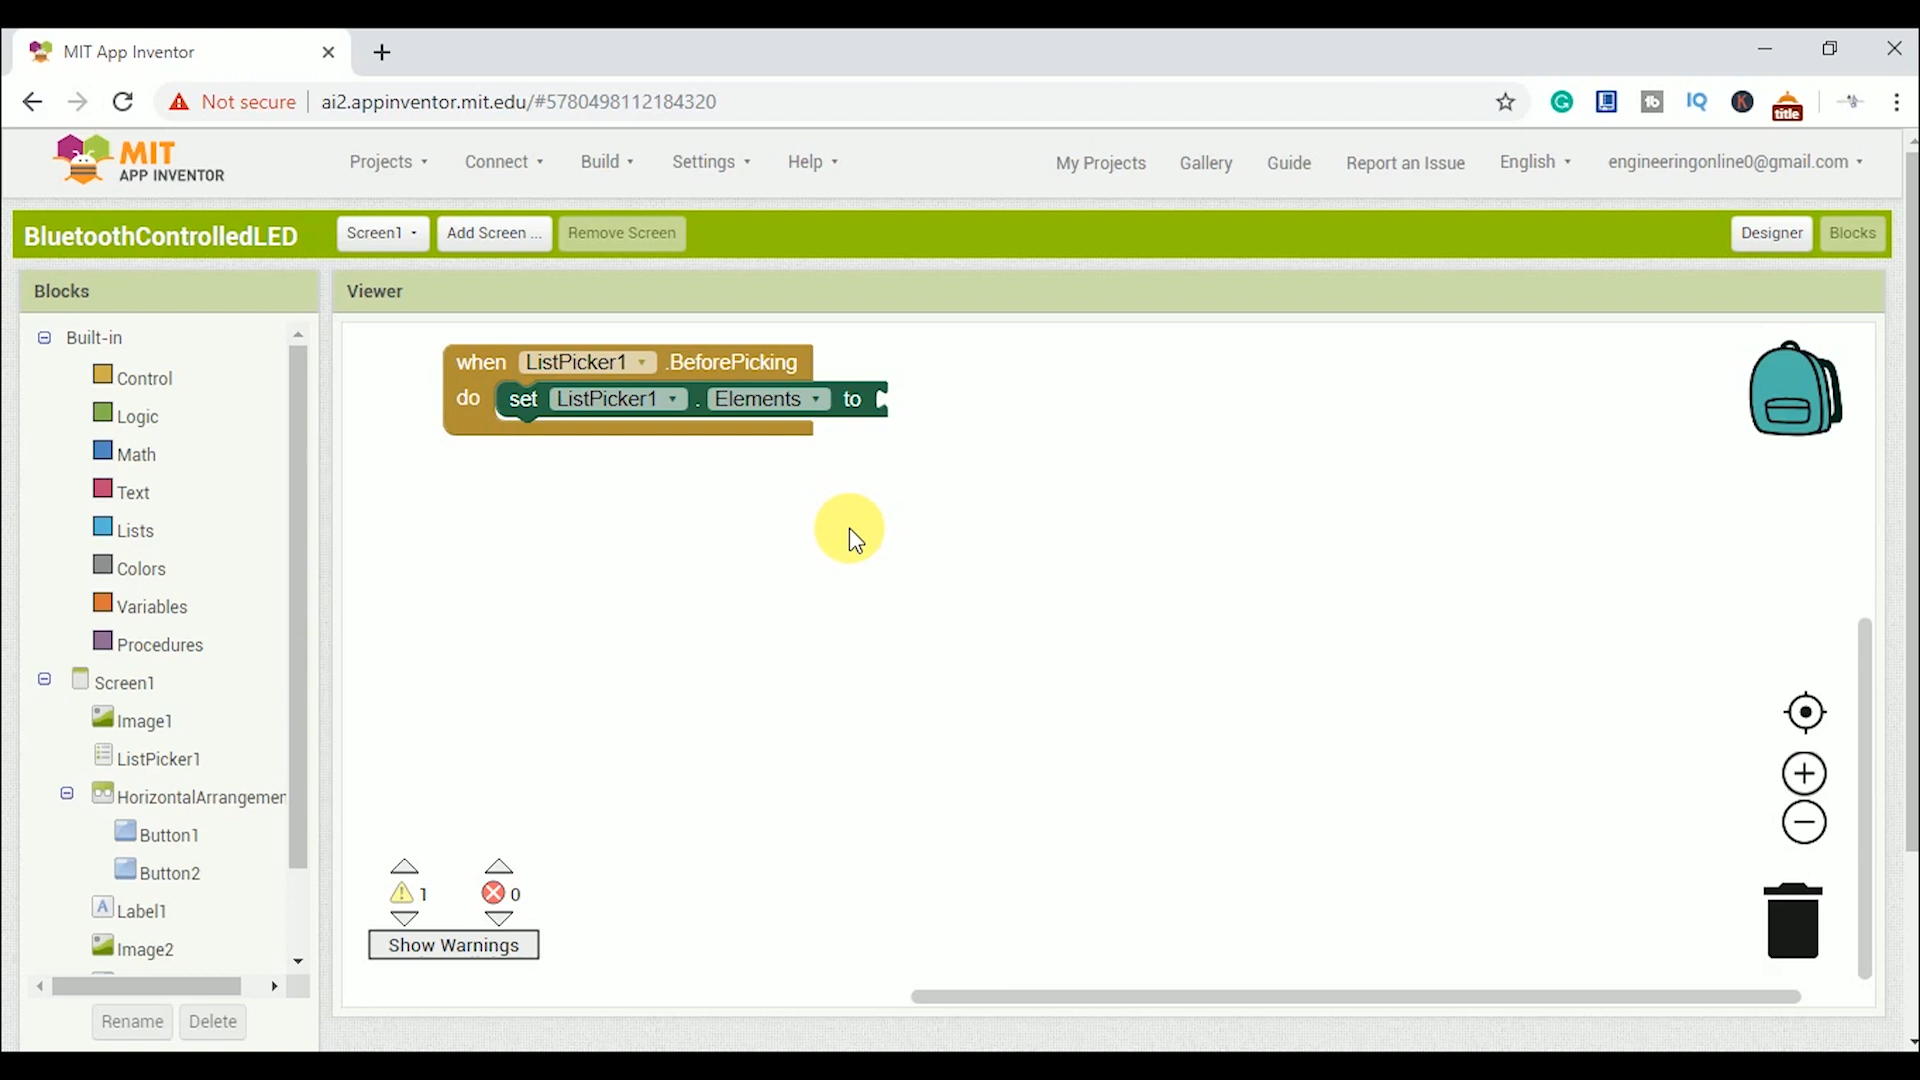 MIT App Inventor
Not secure
ai2.appinventor.mit.edu/#5780498112184320
title
MIT
APP INVENTOR
Projects
Connect
Build
Settings
Help
My Projects
Gallery
Guide
Report an Issue
English
engineeringonline0@gmail.com
BluetoothControlledLED
Screen1
Add Screen ...
Remove Screen
Designer
Blocks
Blocks
Viewer
Built-in
Control
Logic
Math
Text
Lists
Colors
Variables
Procedures
Screen1
Image1
ListPicker1
HorizontalArrangemen
Button1
Button2
Label1
Image2
Rename
Delete
when ListPicker1 .BeforePicking
do set ListPicker1 . Elements to
1
0
Show Warnings